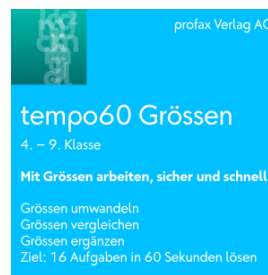 profax Verlag AG
tempo60 Grössen
4. – 9. Klasse
Mit Grössen arbeiten, sicher und schnell
Grössen umwandeln
Grössen vergleichen
Grössen ergänzen
Ziel: 16 Aufgaben in 60 Sekunden lösen